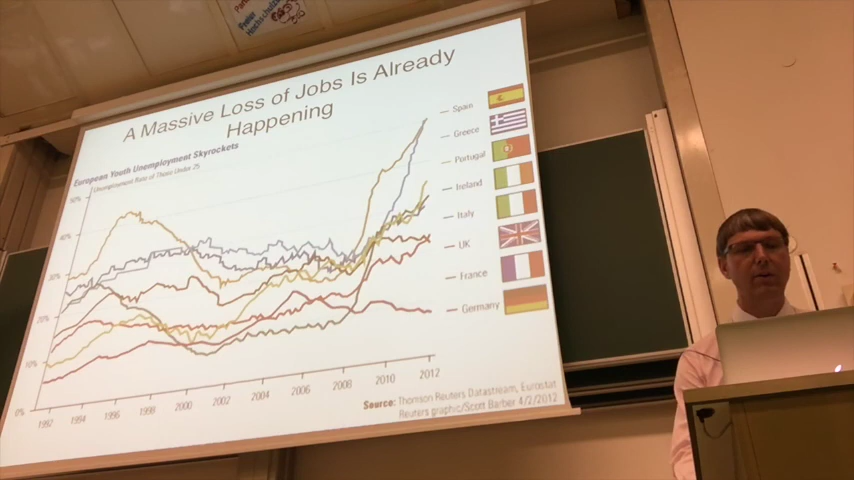 Freier
Hochschulzu
A Massive Loss of Jobs Is Already
Happening
European Youth Unemployment Skyrockets
Unemployment Rate of Those Under 25
50%
40%
30%
20%
10%
0%
1992
1994
1996
1998
2000
2002
2004
2006
2008
2010
2012
Spain
Greece
Portugal
Ireland
Italy
UK
France
Germany
Source: Thomson Reuters Datastream, Eurostat
Reuters graphic/Scott Barber 4/2/2012